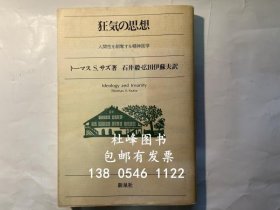 狂気の思想
人間性を剥奪する精神医学
トーマスS.サズ著 石井毅・広田伊蘇夫訳
Ideology and Insanity
Thomas S. Szasz
杜峰图书
包邮有发票
138 0546 1122
新泉社